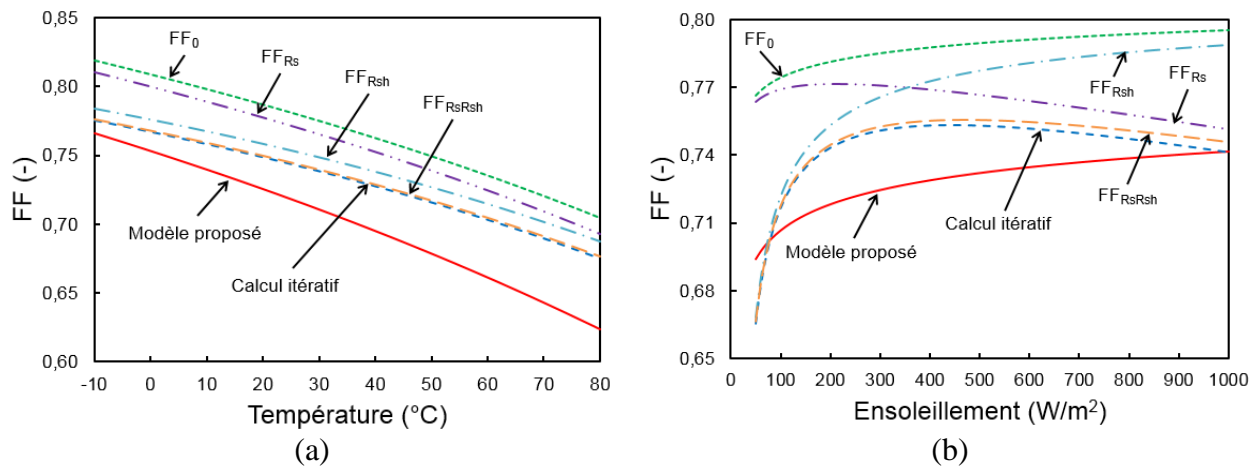 0,85
0,80
0,75
0,70
0,65
0,60
FF (-)
-10 0 10 20 30 40 50 60 70 80
Température (°C)
FF0
FFRs
FFRsh
FFRsRsh
Modèle proposé
Calcul itératif
(a)
0,80
0,77
0,74
0,71
0,68
0,65
FF (-)
0 100 200 300 400 500 600 700 800 900 1000
Ensoleillement (W/m²)
FF0
FFRsh
FFRs
FFRsRsh
Calcul itératif
Modèle proposé
(b)